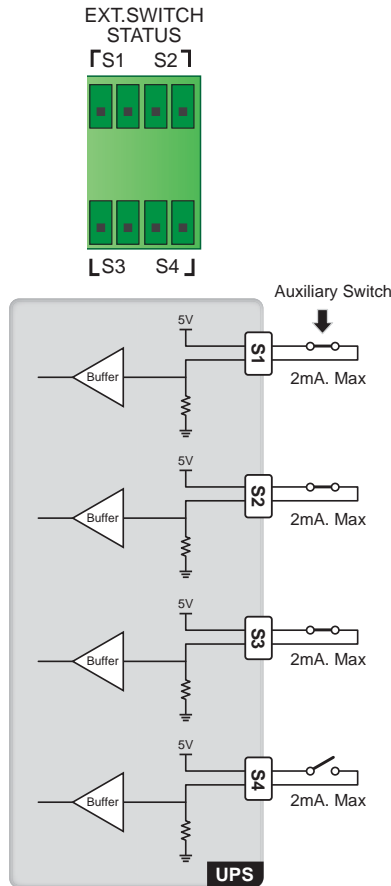 EXT.SWITCH
STATUS
S1 S2
S3 S4
Auxiliary Switch
5V
S1
Buffer
2mA. Max
5V
S2
Buffer
2mA. Max
5V
S3
Buffer
2mA. Max
5V
S4
Buffer
2mA. Max
UPS